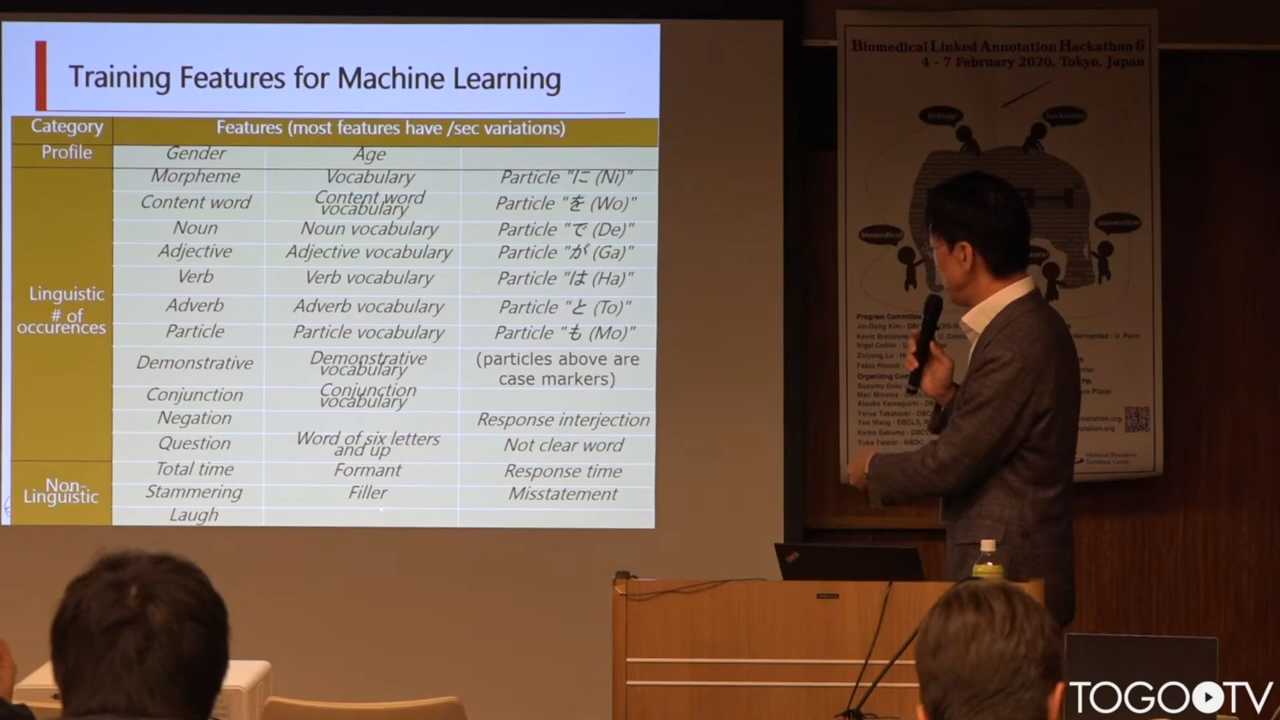 Training Features for Machine Learning
Category
Features (most features have /sec variations)
Profile
Gender
Age
Linguistic
# of
occurences
Morpheme
Vocabulary
Particle "に (Ni)"
Content word
Content word
vocabulary
Particle "を (Wo)"
Noun
Noun vocabulary
Particle "で (De)"
Adjective
Adjective vocabulary
Particle "が (Ga)"
Verb
Verb vocabulary
Particle "は (Ha)"
Adverb
Adverb vocabulary
Particle "と (To)"
Particle
Particle vocabulary
Particle "も (Mo)"
Demonstrative
Demonstrative
vocabulary
(particles above are
case markers)
Conjunction
Conjunction
vocabulary
Negation
Response interjection
Question
Word of six letters
and up
Not clear word
Non-
Linguistic
Total time
Formant
Response time
Stammering
Filler
Misstatement
Laugh
Biomedical Linked Annotation Hackathon 6
4 - 7 February 2020, Tokyo, Japan
hackathon
biomedical
annotation
Program Committee
Organizing
TOGO TV